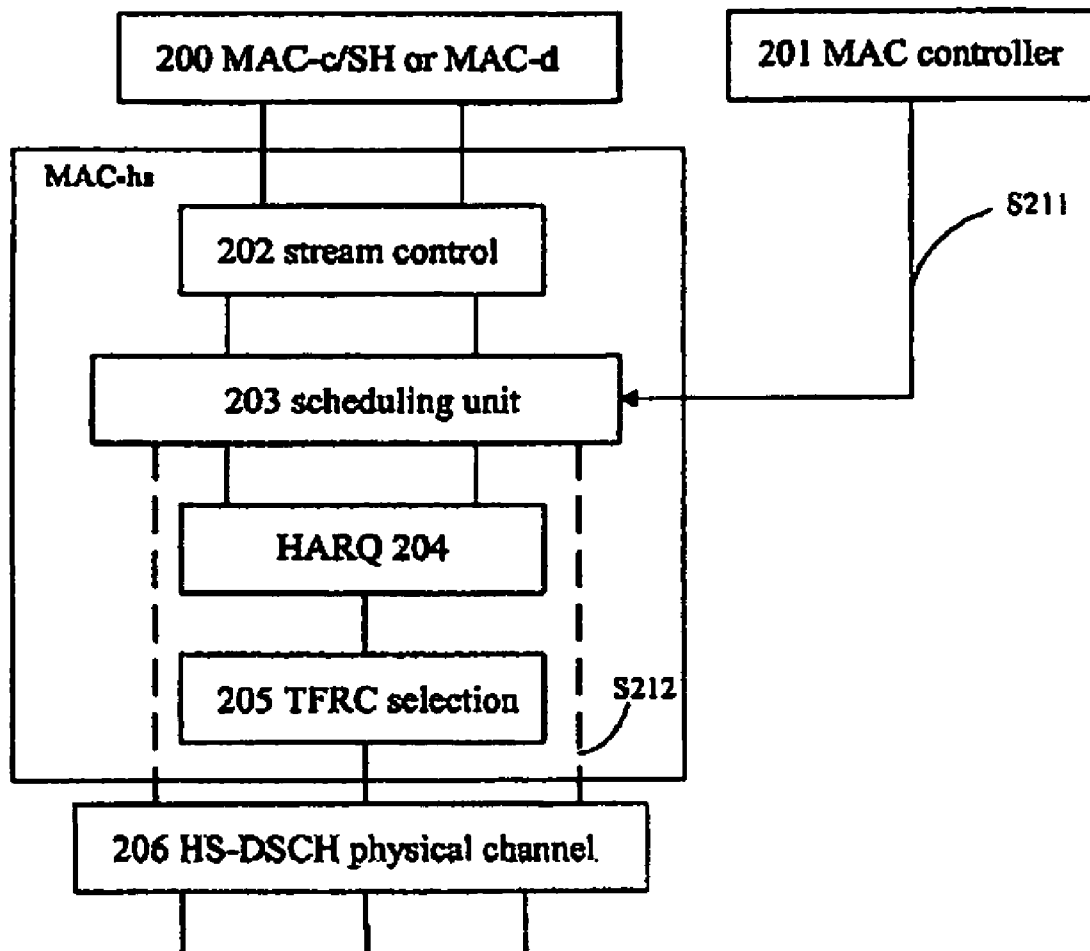 200 MAC-c/SH or MAC-d
201 MAC controller
MAC-hs
S211
202 stream control
203 scheduling unit
HARQ 204
205 TFRC selection
S212
206 HS-DSCH physical channel.